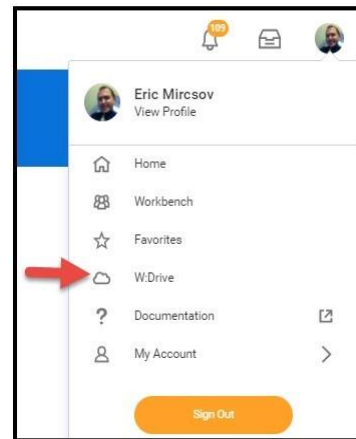 109
Eric Mircsov
View Profile
Home
Workbench
Favorites
W:Drive
? Documentation
My Account
Sign Out